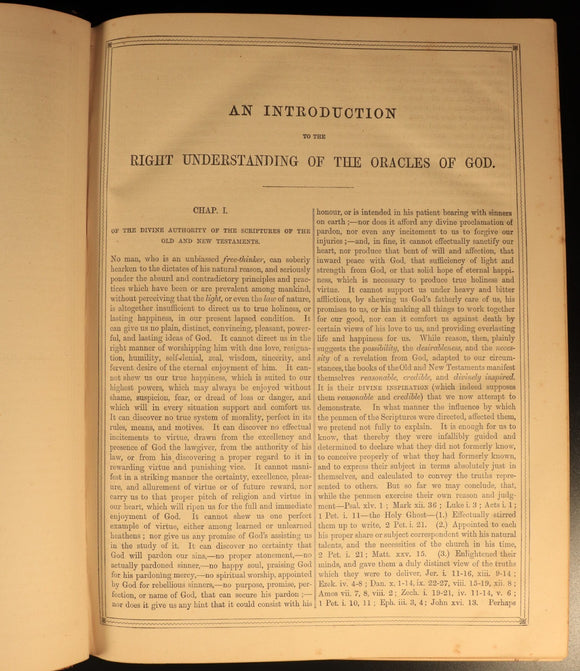 AN INTRODUCTION
TO THE
RIGHT UNDERSTANDING OF THE ORACLES OF GOD.
CHAP. I.
OF THE DIVINE AUTHORITY OF THE SCRIPTURES OF THE
OLD AND NEW TESTAMENTS.
No man, who is an unbiassed free-thinker, can soberly
hearken to the dictates of his natural reason, and seriously
ponder the absurd and contradictory principles and prac-
tices which have been or are prevalent among mankind,
without perceiving that the light, or even the law of nature,
is altogether insufficient to direct us to true holiness, or
lasting happiness, in our present lapsed condition. It
can give us no plain, distinct, convincing, pleasant, power-
ful, and lasting ideas of God. It cannot direct us in the
right manner of worshipping him with due love, resigna-
tion, humility, self-denial, zeal, wisdom, sincerity, and
fervent desire of the eternal enjoyment of him. It can-
not shew us our true happiness, which is suited to our
highest powers, which may always be enjoyed without
shame, suspicion, fear, or dread of loss or danger, and
which will in every situation support and comfort us.
It can discover no true system of morality, perfect in its
rules, means, and motives. It can discover no effectual
incitements to virtue, drawn from the excellency and
presence of God the lawgiver, from the authority of his
law, or from his discovering a proper regard to it in
rewarding virtue and punishing vice. It cannot mani-
fest in a striking manner the certainty, excellence, pleas-
ure, and allurement of virtue or of future reward, nor
carry us to that proper pitch of religion and virtue in
our heart, which will ripen us for the full and immediate
enjoyment of God. It cannot shew us one perfect
example of virtue, either among learned or unlearned
heathens; nor give us any promise of God's assisting us
in the study of it. It can discover no certainty that
God will pardon our sins,—no proper atonement,—no
actually pardoned sinner,—no happy soul, praising God
for his pardoning mercy,—no spiritual worship, appointed
by God for rebellious sinners,—no purpose, promise, per-
fection, or name of God, that can secure his pardon;—
nor does it give us any hint that it could consist with his
honour, or is intended in his patient bearing with sinners
on earth;—nor does it afford any divine proclamation of
pardon, nor even any incitement to us to forgive our
injuries;—and, in fine, it cannot effectually sanctify our
heart, nor produce that bent of will and affection, that
inward peace with God, that sufficiency of light and
strength from God, or that solid hope of eternal happi-
ness, which is necessary to produce true holiness and
virtue. It cannot support us under heavy and bitter
afflictions, by shewing us God's fatherly care of us, his
promises to us, or his making all things to work together
for our good, nor can it comfort us against death by
certain views of his love to us, and providing everlasting
life and happiness for us. While reason, then, plainly
suggests the possibility, the desirableness, and the neces-
sity of a revelation from God, adapted to our circum-
stances, the books of the Old and New Testaments manifest
themselves reasonable, credible, and divinely inspired.
It is their DIVINE INSPIRATION (which indeed supposes
them reasonable and credible) that we now attempt to
demonstrate. In what manner the influence by which
the penmen of the Scriptures were directed, affected them,
we pretend not fully to explain. It is enough for us to
know, that thereby they were infallibly guided and
determined to declare what they did not formerly know,
to conceive properly of what they had formerly known,
and to express their subject in terms absolutely just in
themselves, and calculated to convey the truths repre-
sented to others. But so far we may conclude, that,
while the penmen exercise their own reason and judg-
ment—Psal. xlv. 1; Mark xii. 36; Luke i. 3; Acts i. 1;
1 Pet. i. 11—the Holy Ghost—(1.) Effectually stirred
them up to write, 2 Pet. i. 21. (2.) Appointed to each
his proper share or subject correspondent with his natural
talents, and the necessities of the church in his time,
2 Pet. i. 21; Matt. xxv. 15. (3.) Enlightened their
minds, and gave them a duly distinct view of the truths
which they were to deliver, Jer. i. 11-16, xiii. 9-14;
Ezek. iv. 4-8; Dan. x. 1-14, ix. 22-27, viii. 15-19, xii. 8;
Amos vii. 7, 8, viii. 2; Zech. i. 19-21, iv. 11-14, v. 6;
1 Pet. i. 10, 11; Eph. iii. 3, 4; John xvi. 13. Perhaps